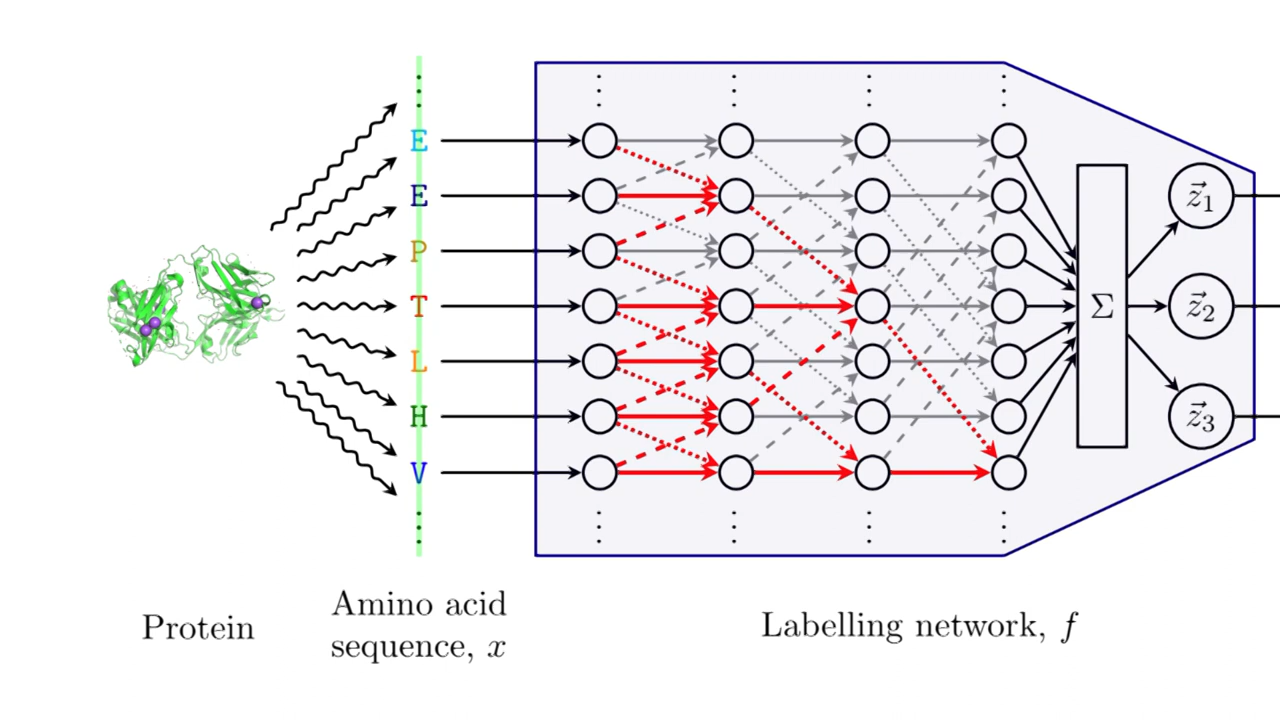 E
E
P
T
L
H
V
Σ
z⃗₁
z⃗₂
z⃗₃
Protein
Amino acid
sequence, x
Labelling network, f